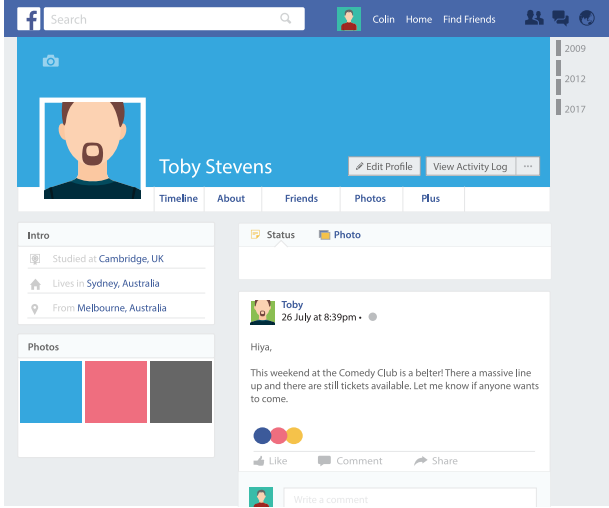 f
Search
Colin Home Find Friends
2009
2012
2017
Toby Stevens
Edit Profile
View Activity Log
Timeline About Friends Photos Plus
Intro
Studied at Cambridge, UK
Lives in Sydney, Australia
From Melbourne, Australia
Photos
Status Photo
Toby
26 July at 8:39pm •
Hiya,
This weekend at the Comedy Club is a belter! There a massive line
up and there are still tickets available. Let me know if anyone wants
to come.
Like Comment Share
Write a comment